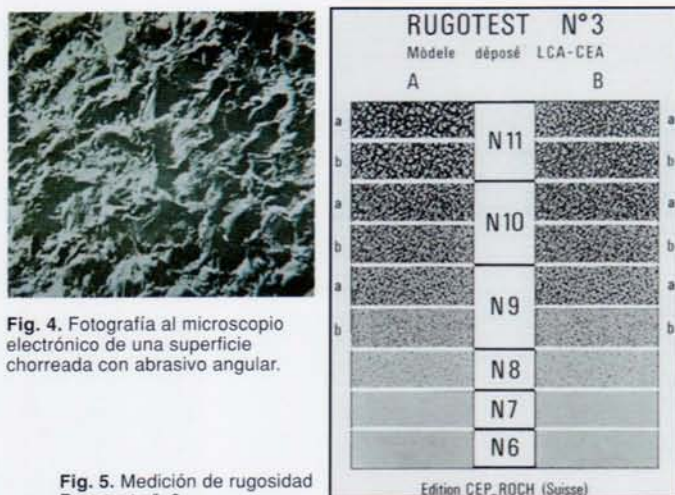 Fig. 4. Fotografía al microscopio
electrónico de una superficie
chorreada con abrasivo angular.
Fig. 5. Medición de rugosidad
RUGOTEST N°3
Mòdele déposé LCA-CEA
A B
a N11 a
b b
a N10 a
b b
a N9 a
b b
N8
N7
N6
Edition CEP. ROCH (Suisse)